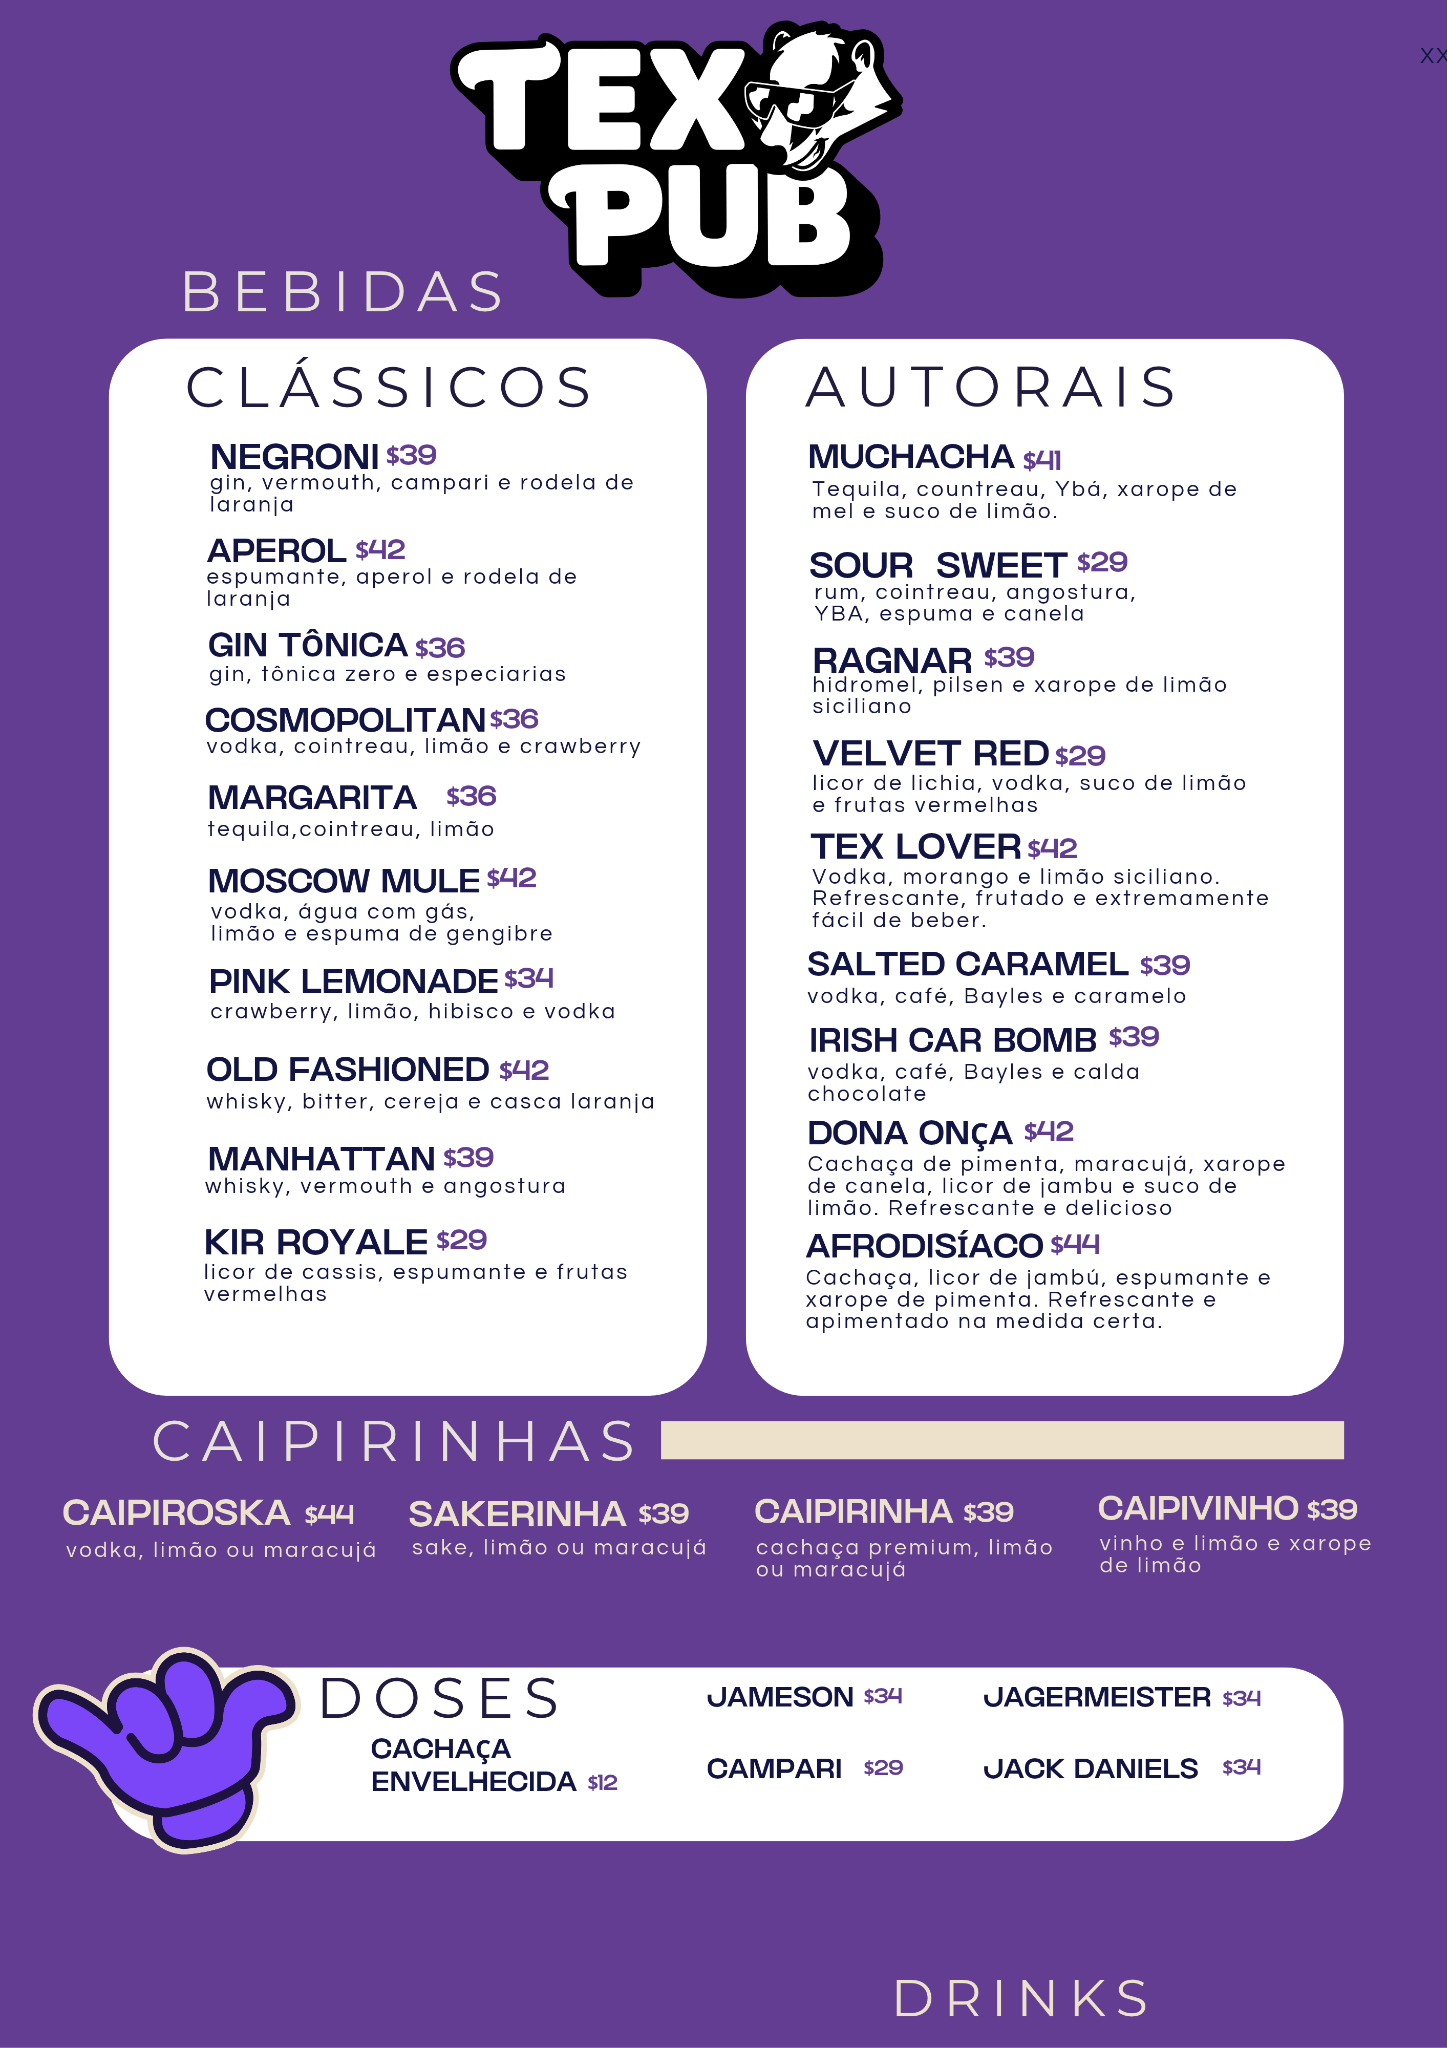 TEX
PUB
XX
BEBIDAS
CLÁSSICOS
NEGRONI $39
gin, vermouth, campari e rodela de
laranja
APEROL $42
espumante, aperol e rodela de
laranja
GIN TÔNICA $36
gin, tônica zero e especiarias
COSMOPOLITAN $36
vodka, cointreau, limão e crawberry
MARGARITA $36
tequila,cointreau, limão
MOSCOW MULE $42
vodka, água com gás,
limão e espuma de gengibre
PINK LEMONADE $34
crawberry, limão, hibisco e vodka
OLD FASHIONED $42
whisky, bitter, cereja e casca laranja
MANHATTAN $39
whisky, vermouth e angostura
KIR ROYALE $29
licor de cassis, espumante e frutas
vermelhas
AUTORAIS
MUCHACHA $41
Tequila, countreau, Ybá, xarope de
mel e suco de limão.
SOUR SWEET $29
rum, cointreau, angostura,
YBA, espuma e canela
RAGNAR $39
hidromel, pilsen e xarope de limão
siciliano
VELVET RED $29
licor de lichia, vodka, suco de limão
e frutas vermelhas
TEX LOVER $42
Vodka, morango e limão siciliano.
Refrescante, frutado e extremamente
fácil de beber.
SALTED CARAMEL $39
vodka, café, Bayles e caramelo
IRISH CAR BOMB $39
vodka, café, Bayles e calda
chocolate
DONA ONÇA $42
Cachaça de pimenta, maracujá, xarope
de canela, licor de jambu e suco de
limão. Refrescante e delicioso
AFRODISÍACO $44
Cachaça, licor de jambú, espumante e
xarope de pimenta. Refrescante e
apimentado na medida certa.
CAIPIRINHAS
CAIPIROSKA $44
vodka, limão ou maracujá
SAKERINHA $39
sake, limão ou maracujá
CAIPIRINHA $39
cachaça premium, limão
ou maracujá
CAIPIVINHO $39
vinho e limão e xarope
de limão
DOSES
CACHAÇA
ENVELHECIDA $12
JAMESON $34
CAMPARI $29
JAGERMEISTER $34
JACK DANIELS $34
DRINKS